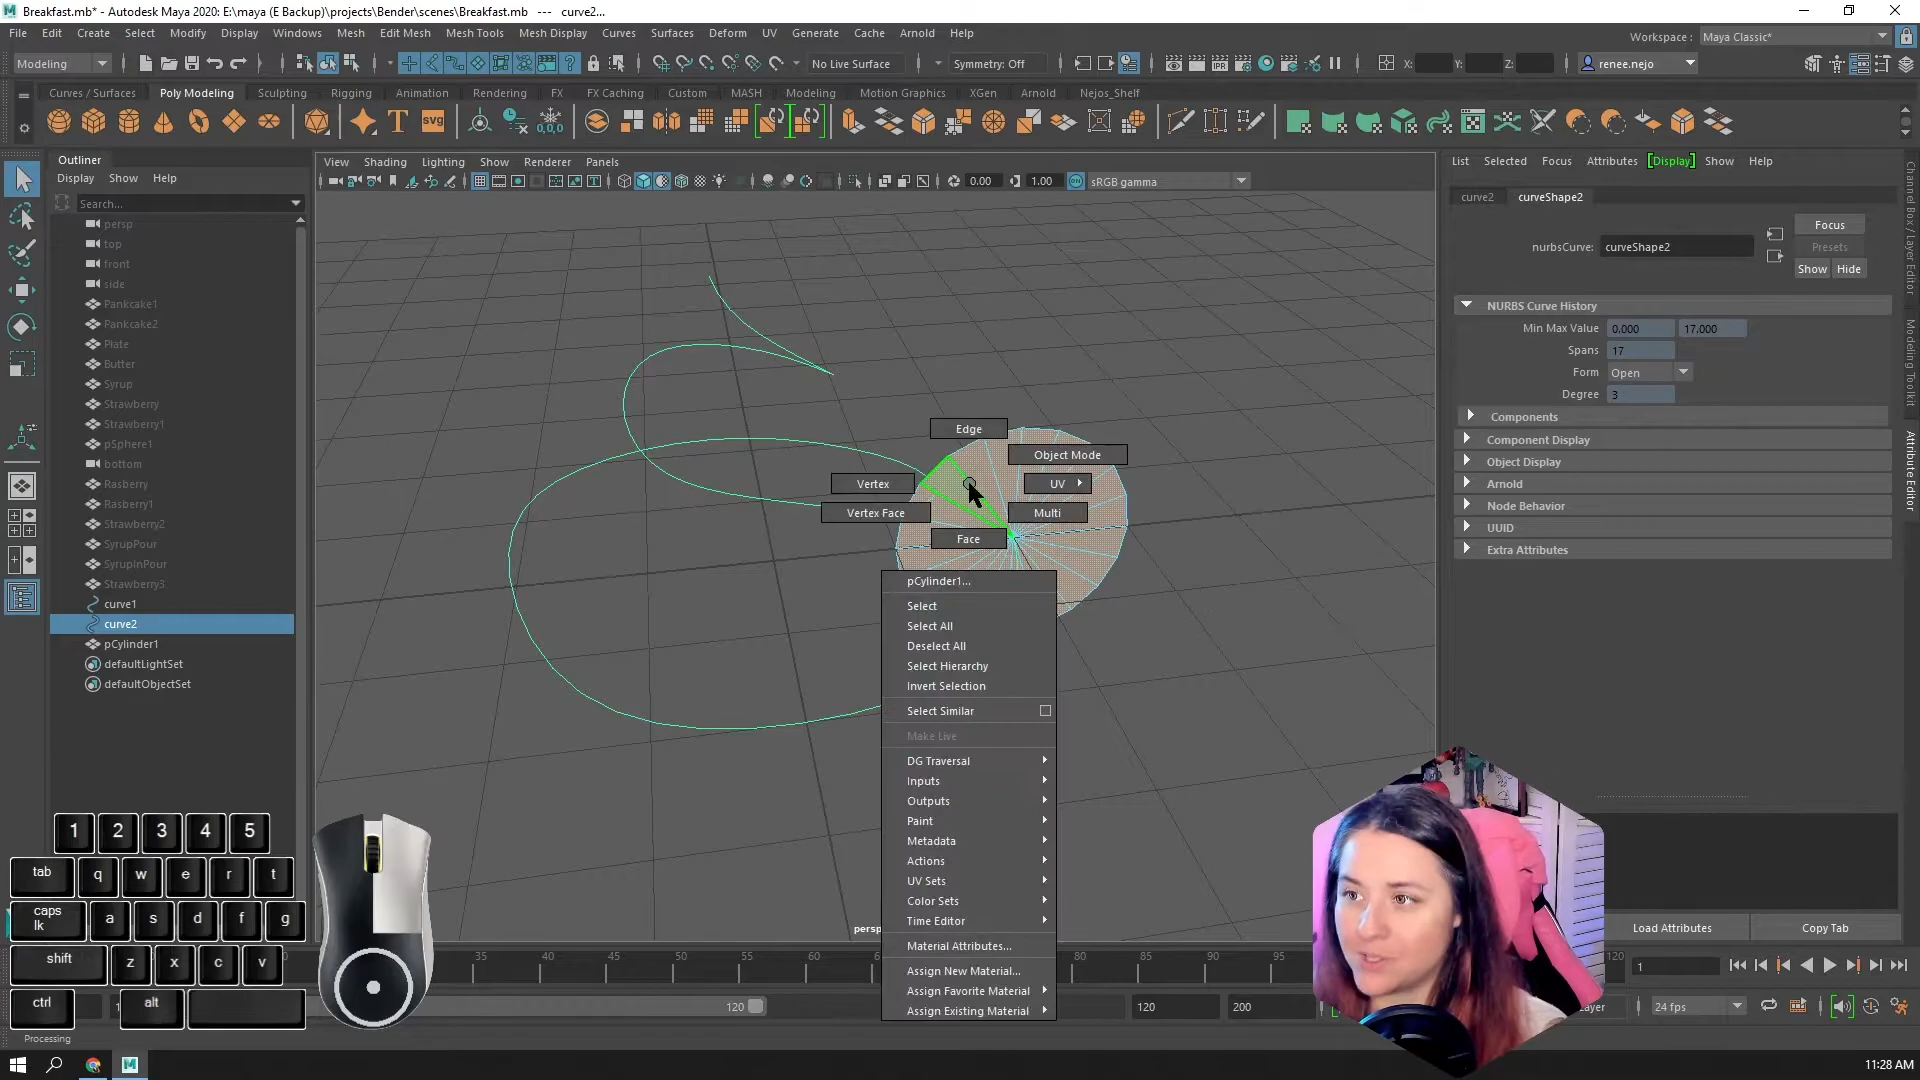 Breakfast.mb* - Autodesk Maya 2020: E:\maya (E Backup)\projects\Bender\scenes\Breakfast.mb --- curve2...
File Edit Create Select Modify Display Windows Mesh Edit Mesh Mesh Tools Mesh Display Curves Surfaces Deform UV Generate Cache Arnold Help
Workspace: Maya Classic*
Modeling No Live Surface Symmetry: Off X: Y: Z: renee.nejo
Curves / Surfaces Poly Modeling Sculpting Rigging Animation Rendering FX FX Caching Custom MASH Modeling Motion Graphics XGen Arnold Nejos_Shelf
T svg 0,0,0
Outliner
Display Show Help
Search...
persp
top
front
side
Pankcake1
Pankcake2
Plate
Butter
Syrup
Strawberry
Strawberry1
pSphere1
bottom
Rasberry
Rasberry1
Strawberry2
SyrupPour
SyrupInPour
Strawberry3
curve1
curve2
pCylinder1
defaultLightSet
defaultObjectSet
View Shading Lighting Show Renderer Panels
0.00 1.00 sRGB gamma
Edge
Object Mode
Vertex
UV
Vertex Face
Multi
Face
pCylinder1...
Select
Select All
Deselect All
Select Hierarchy
Invert Selection
Select Similar
Make Live
DG Traversal
Inputs
Outputs
Paint
Metadata
Actions
UV Sets
Color Sets
Time Editor
Material Attributes...
Assign New Material...
Assign Favorite Material
Assign Existing Material
persp
List Selected Focus Attributes Display Show Help
curve2 curveShape2
Focus
nurbsCurve: curveShape2
Presets
Show Hide
NURBS Curve History
Min Max Value 0.000 17.000
Spans 17
Form Open
Degree 3
Components
Component Display
Object Display
Arnold
Node Behavior
UUID
Extra Attributes
Channel Box / Layer Editor
Modeling Toolkit
Attribute Editor
Load Attributes Copy Tab
1 2 3 4 5
tab q w e r t
caps lk a s d f g
shift z x c v
ctrl alt
35 40 45 50 55 60 65 80 85 90 95 120
1
120 120 200 24 fps
Processing
11:28 AM